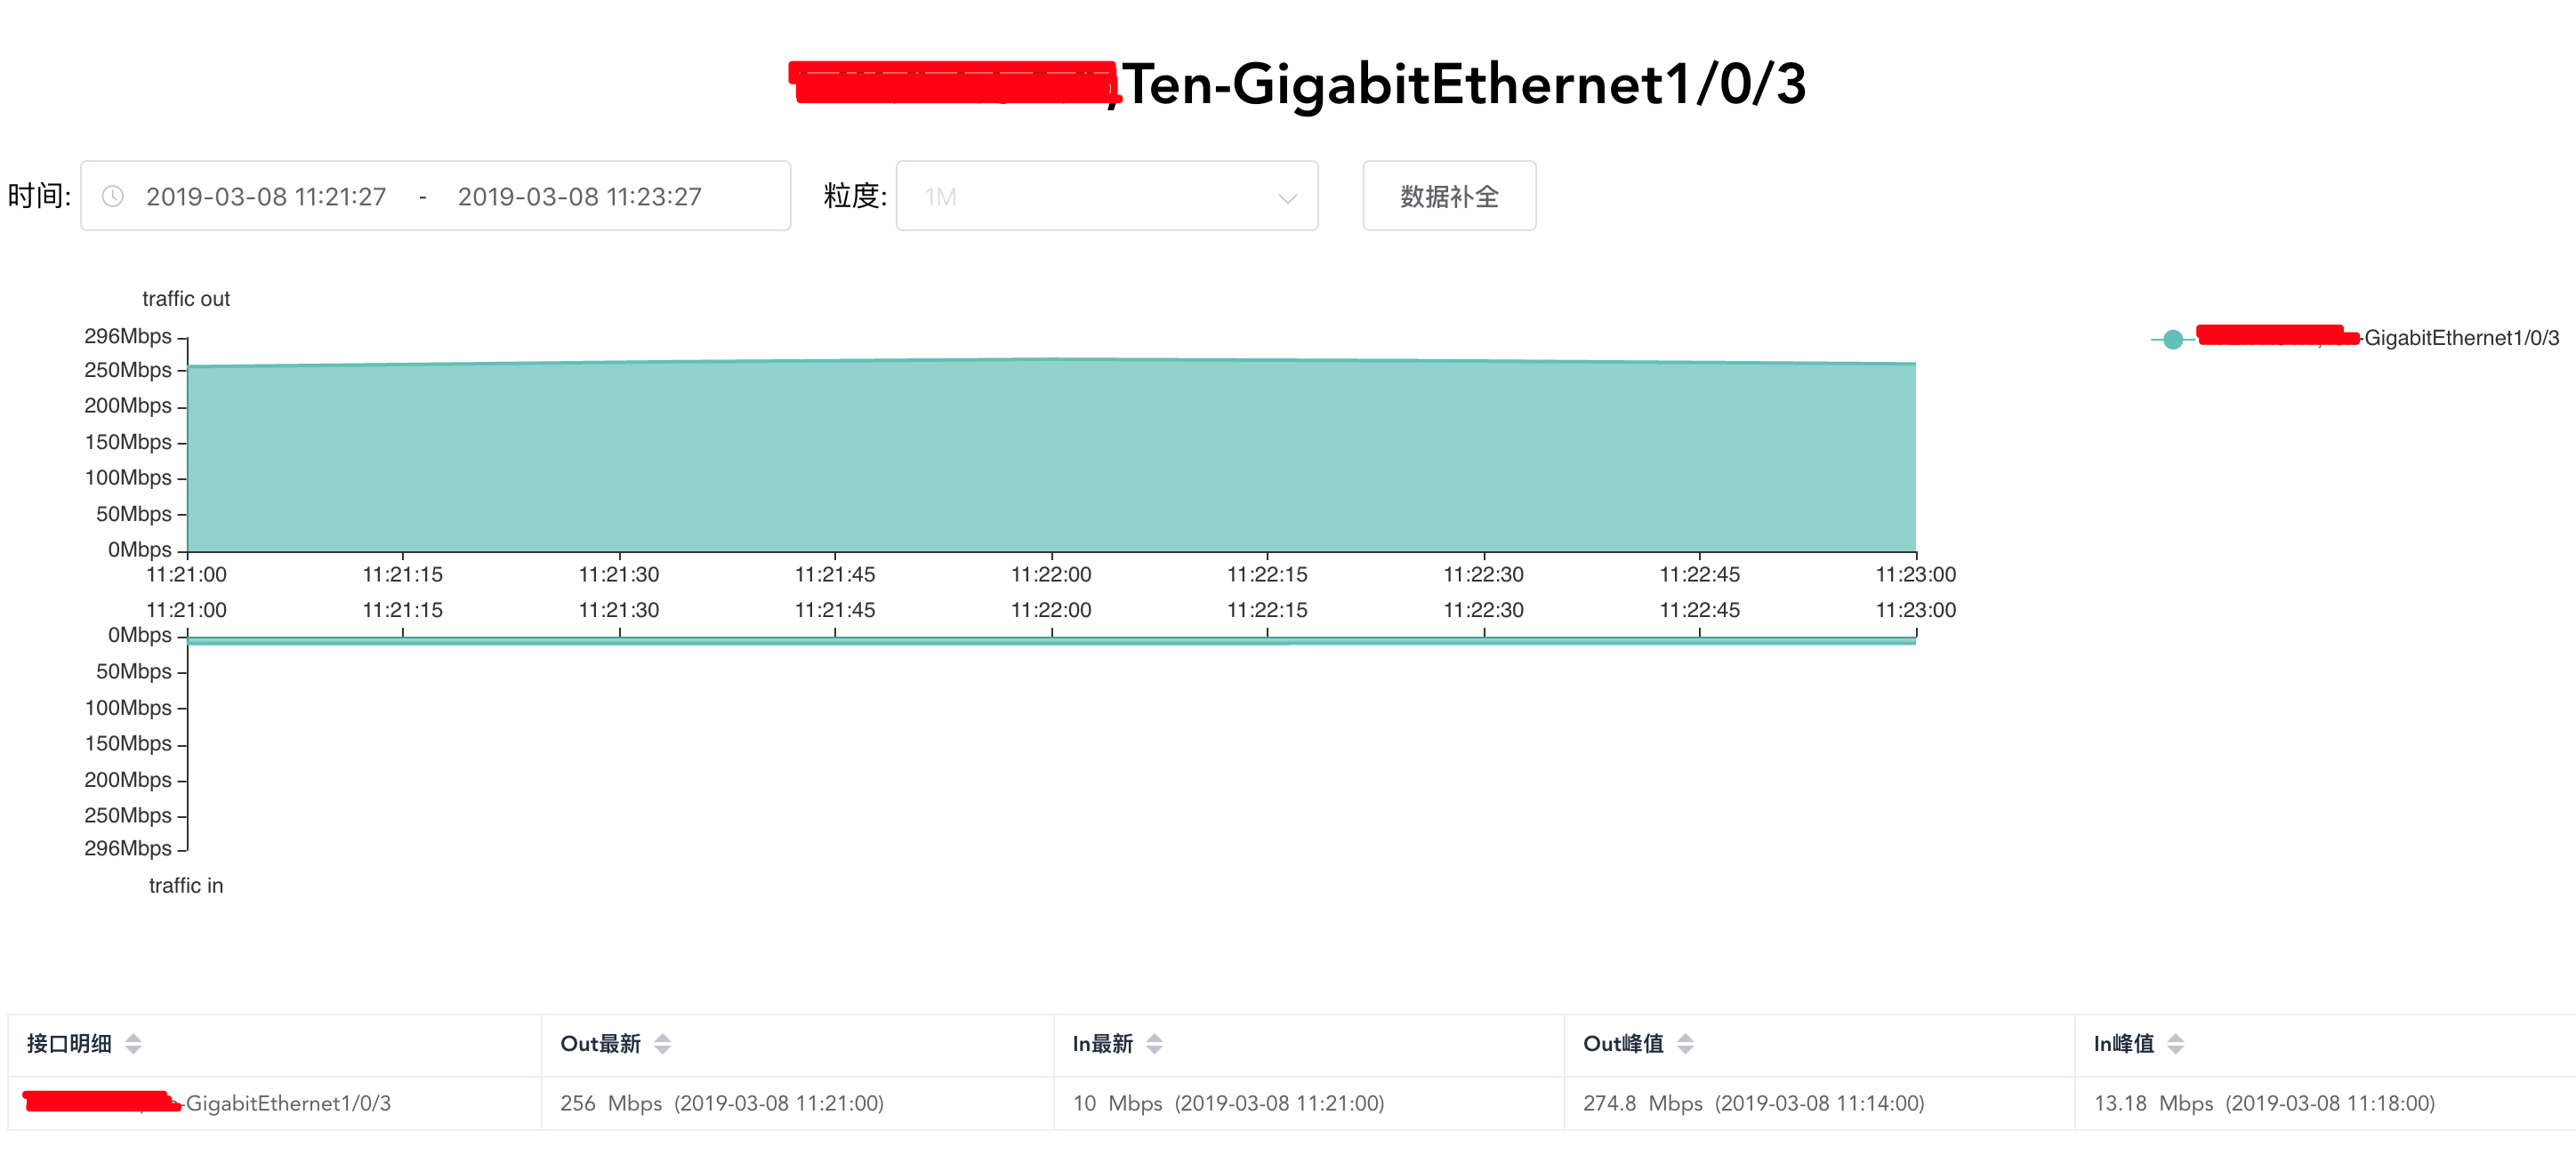 ,Ten-GigabitEthernet1/0/3
时间: 2019-03-08 11:21:27 - 2019-03-08 11:23:27 粒度: 1M 数据补全
traffic out
-GigabitEthernet1/0/3
296Mbps
250Mbps
200Mbps
150Mbps
100Mbps
50Mbps
0Mbps
11:21:00 11:21:15 11:21:30 11:21:45 11:22:00 11:22:15 11:22:30 11:22:45 11:23:00
11:21:00 11:21:15 11:21:30 11:21:45 11:22:00 11:22:15 11:22:30 11:22:45 11:23:00
0Mbps
50Mbps
100Mbps
150Mbps
200Mbps
250Mbps
296Mbps
traffic in
接口明细 Out最新 In最新 Out峰值 In峰值
-GigabitEthernet1/0/3 256 Mbps (2019-03-08 11:21:00) 10 Mbps (2019-03-08 11:21:00) 274.8 Mbps (2019-03-08 11:14:00) 13.18 Mbps (2019-03-08 11:18:00)